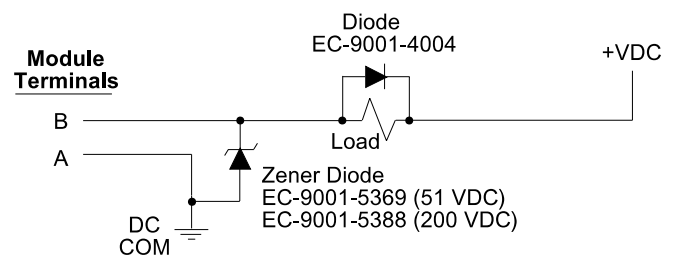 Diode
EC-9001-4004
+VDC
Module
Terminals
B
Load
A
Zener Diode
EC-9001-5369 (51 VDC)
EC-9001-5388 (200 VDC)
DC
COM